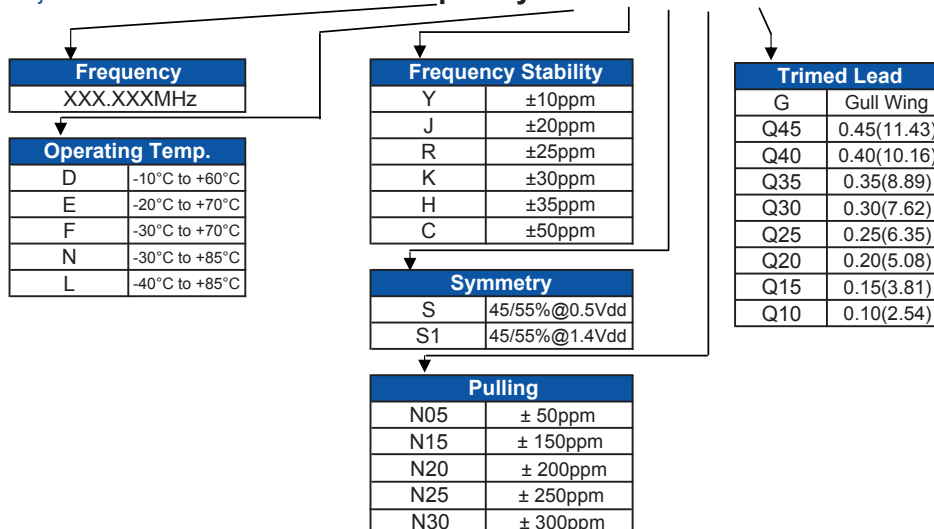 Frequency
XXX.XXXMHz
Operating Temp.
D -10°C to +60°C
E -20°C to +70°C
F -30°C to +70°C
N -30°C to +85°C
L -40°C to +85°C
Frequency Stability
Y ±10ppm
J ±20ppm
R ±25ppm
K ±30ppm
H ±35ppm
C ±50ppm
Symmetry
S 45/55%@0.5Vdd
S1 45/55%@1.4Vdd
Pulling
N05 ± 50ppm
N15 ± 150ppm
N20 ± 200ppm
N25 ± 250ppm
N30 ± 300ppm
Trimed Lead
G Gull Wing
Q45 0.45(11.43)
Q40 0.40(10.16)
Q35 0.35(8.89)
Q30 0.30(7.62)
Q25 0.25(6.35)
Q20 0.20(5.08)
Q15 0.15(3.81)
Q10 0.10(2.54)